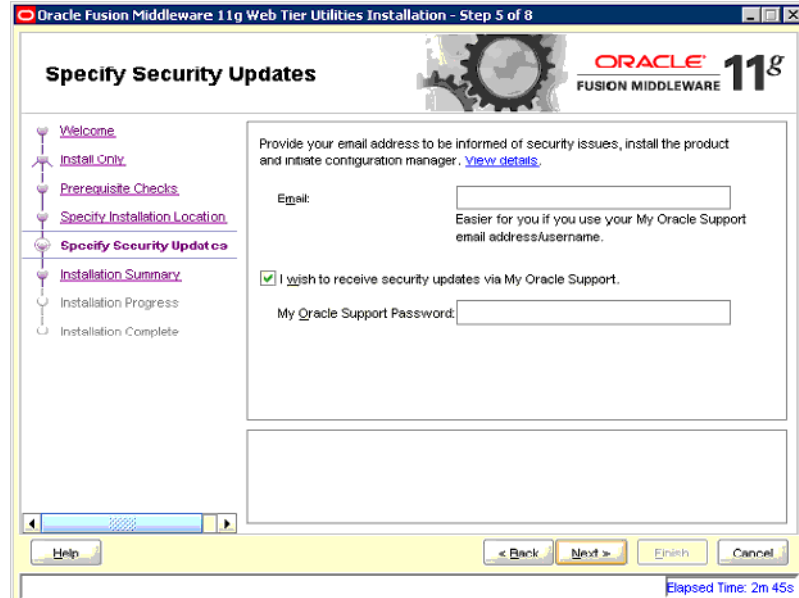 Oracle Fusion Middleware 11g Web Tier Utilities Installation - Step 5 of 8
Specify Security Updates
ORACLE
FUSION MIDDLEWARE 11g
Welcome
Install Only
Prerequisite Checks
Specify Installation Location
Specify Security Updates
Installation Summary
Installation Progress
Installation Complete
Provide your email address to be informed of security issues, install the product
and initiate configuration manager. View details.
Email:
Easier for you if you use your My Oracle Support
email address/username.
I wish to receive security updates via My Oracle Support.
My Oracle Support Password:
Help
< Back
Next >
Finish
Cancel
Elapsed Time: 2m 45s